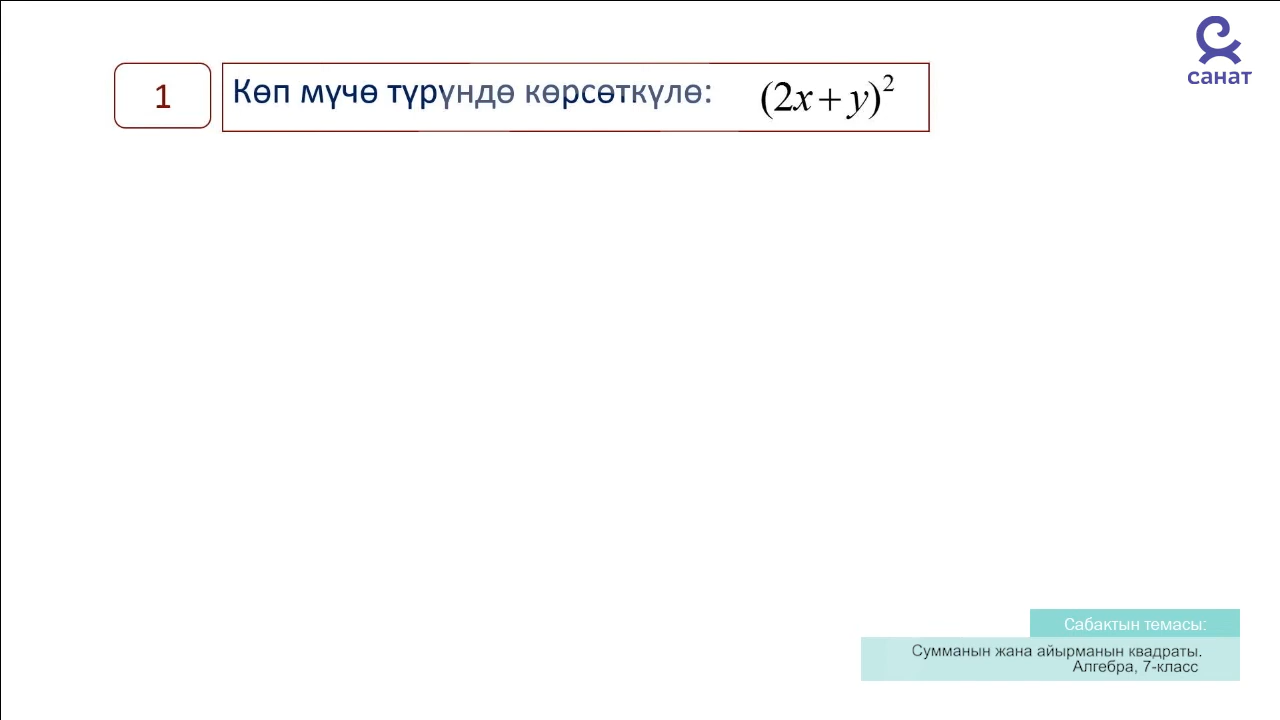 санат
1
Көп мүчө түрүндө көрсөткүлө: (2x + y)²
Сабактын темасы:
Сумманын жана айырманын квадраты.
Алгебра, 7-класс